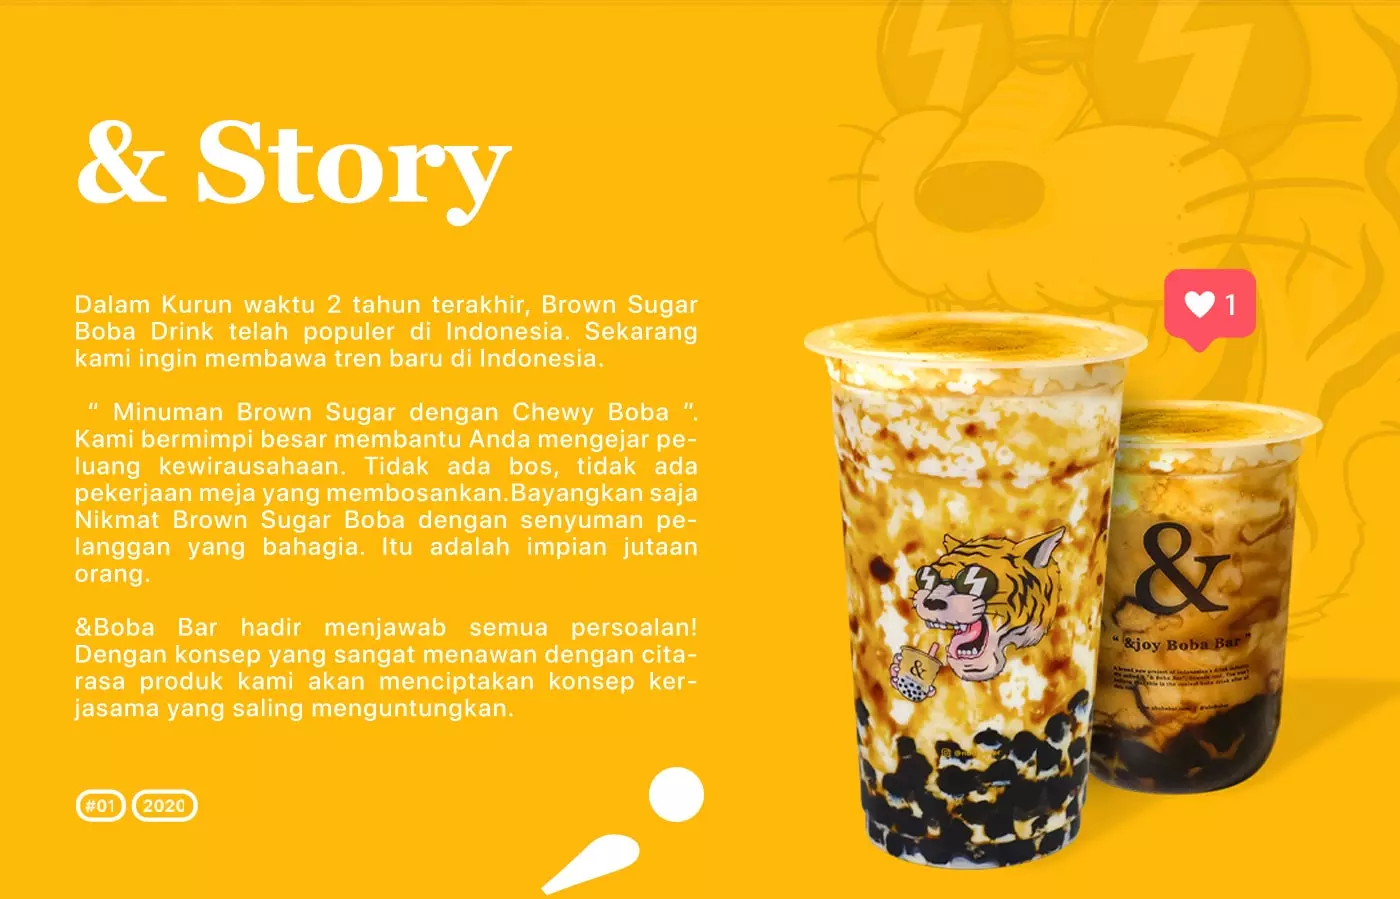 & Story
Dalam Kurun waktu 2 tahun terakhir, Brown Sugar
Boba Drink telah populer di Indonesia. Sekarang
kami ingin membawa tren baru di Indonesia.
“ Minuman Brown Sugar dengan Chewy Boba ”.
Kami bermimpi besar membantu Anda mengejar pe-
luang kewirausahaan. Tidak ada bos, tidak ada
pekerjaan meja yang membosankan.Bayangkan saja
Nikmat Brown Sugar Boba dengan senyuman pe-
langgan yang bahagia. Itu adalah impian jutaan
orang.
&Boba Bar hadir menjawab semua persoalan!
Dengan konsep yang sangat menawan dengan cita-
rasa produk kami akan menciptakan konsep ker-
jasama yang saling menguntungkan.
#01 2020
1
&
&
“ &joy Boba Bar ”